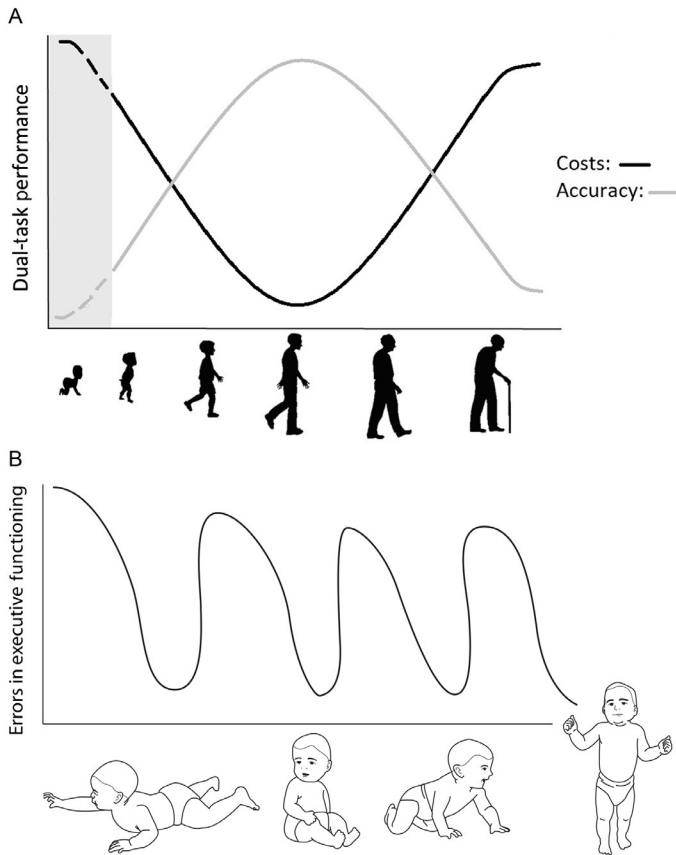 A
Dual-task performance
Costs:
Accuracy:
B
Errors in executive functioning